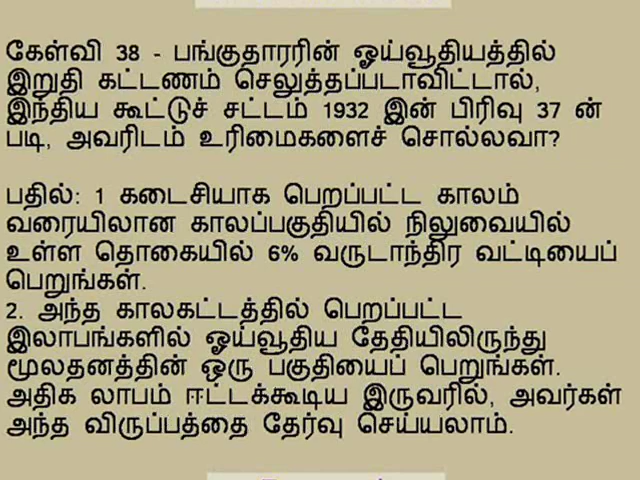 கேள்வி 38 - பங்குதாரரின் ஓய்வூதியத்தில்
இறுதி கட்டணம் செலுத்தப்படாவிட்டால்,
இந்திய கூட்டுச் சட்டம் 1932 இன் பிரிவு 37 ன்
படி, அவரிடம் உரிமைகளைச் சொல்லவா?
பதில்: 1 கடைசியாக பெறப்பட்ட காலம்
வரையிலான காலப்பகுதியில் நிலுவையில்
உள்ள தொகையில் 6% வருடாந்திர வட்டியைப்
பெறுங்கள்.
2. அந்த காலகட்டத்தில் பெறப்பட்ட
இலாபங்களில் ஓய்வூதிய தேதியிலிருந்து
மூலதனத்தின் ஒரு பகுதியைப் பெறுங்கள்.
அதிக லாபம் ஈட்டக்கூடிய இருவரில், அவர்கள்
அந்த விருப்பத்தை தேர்வு செய்யலாம்.